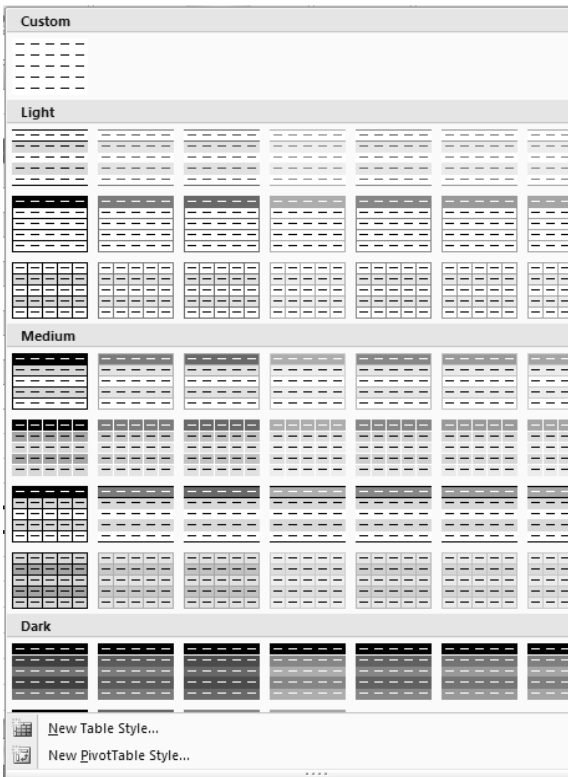 Custom
Light
Medium
Dark
New Table Style...
New PivotTable Style...